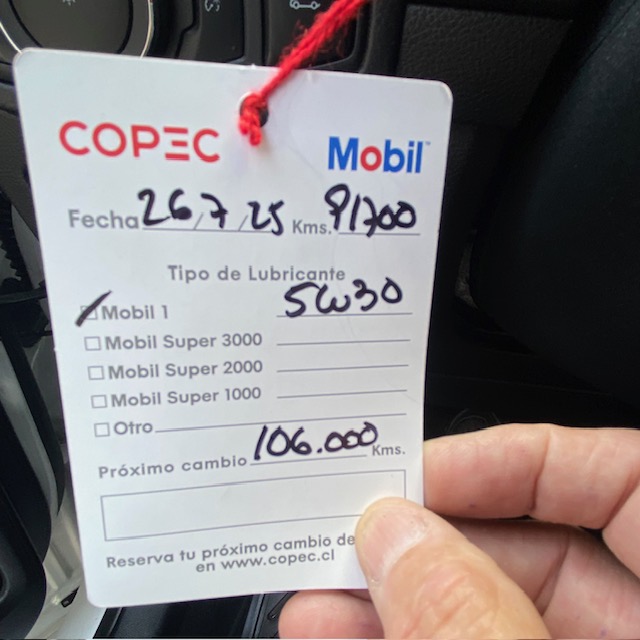 COPEC Mobil
Fecha 26/7/25 Kms. 91700
Tipo de Lubricante
Mobil 1 5W30
Mobil Super 3000
Mobil Super 2000
Mobil Super 1000
Otro
Próximo cambio 106.000 Kms.
Reserva tu próximo cambio de
en www.copec.cl